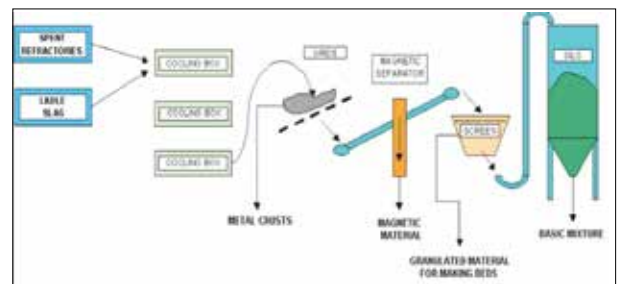 SPENT
REFRACTORIES
LADLE
SLAG
COOLING BOX
COOLING BOX
COOLING BOX
MAGNETIC
SEPARATOR
SCREEN
SILO
METAL CRUSTS
MAGNETIC
MATERIAL
GRANULATED MATERIAL
FOR MAKING BEDS
BASIC MIXTURE